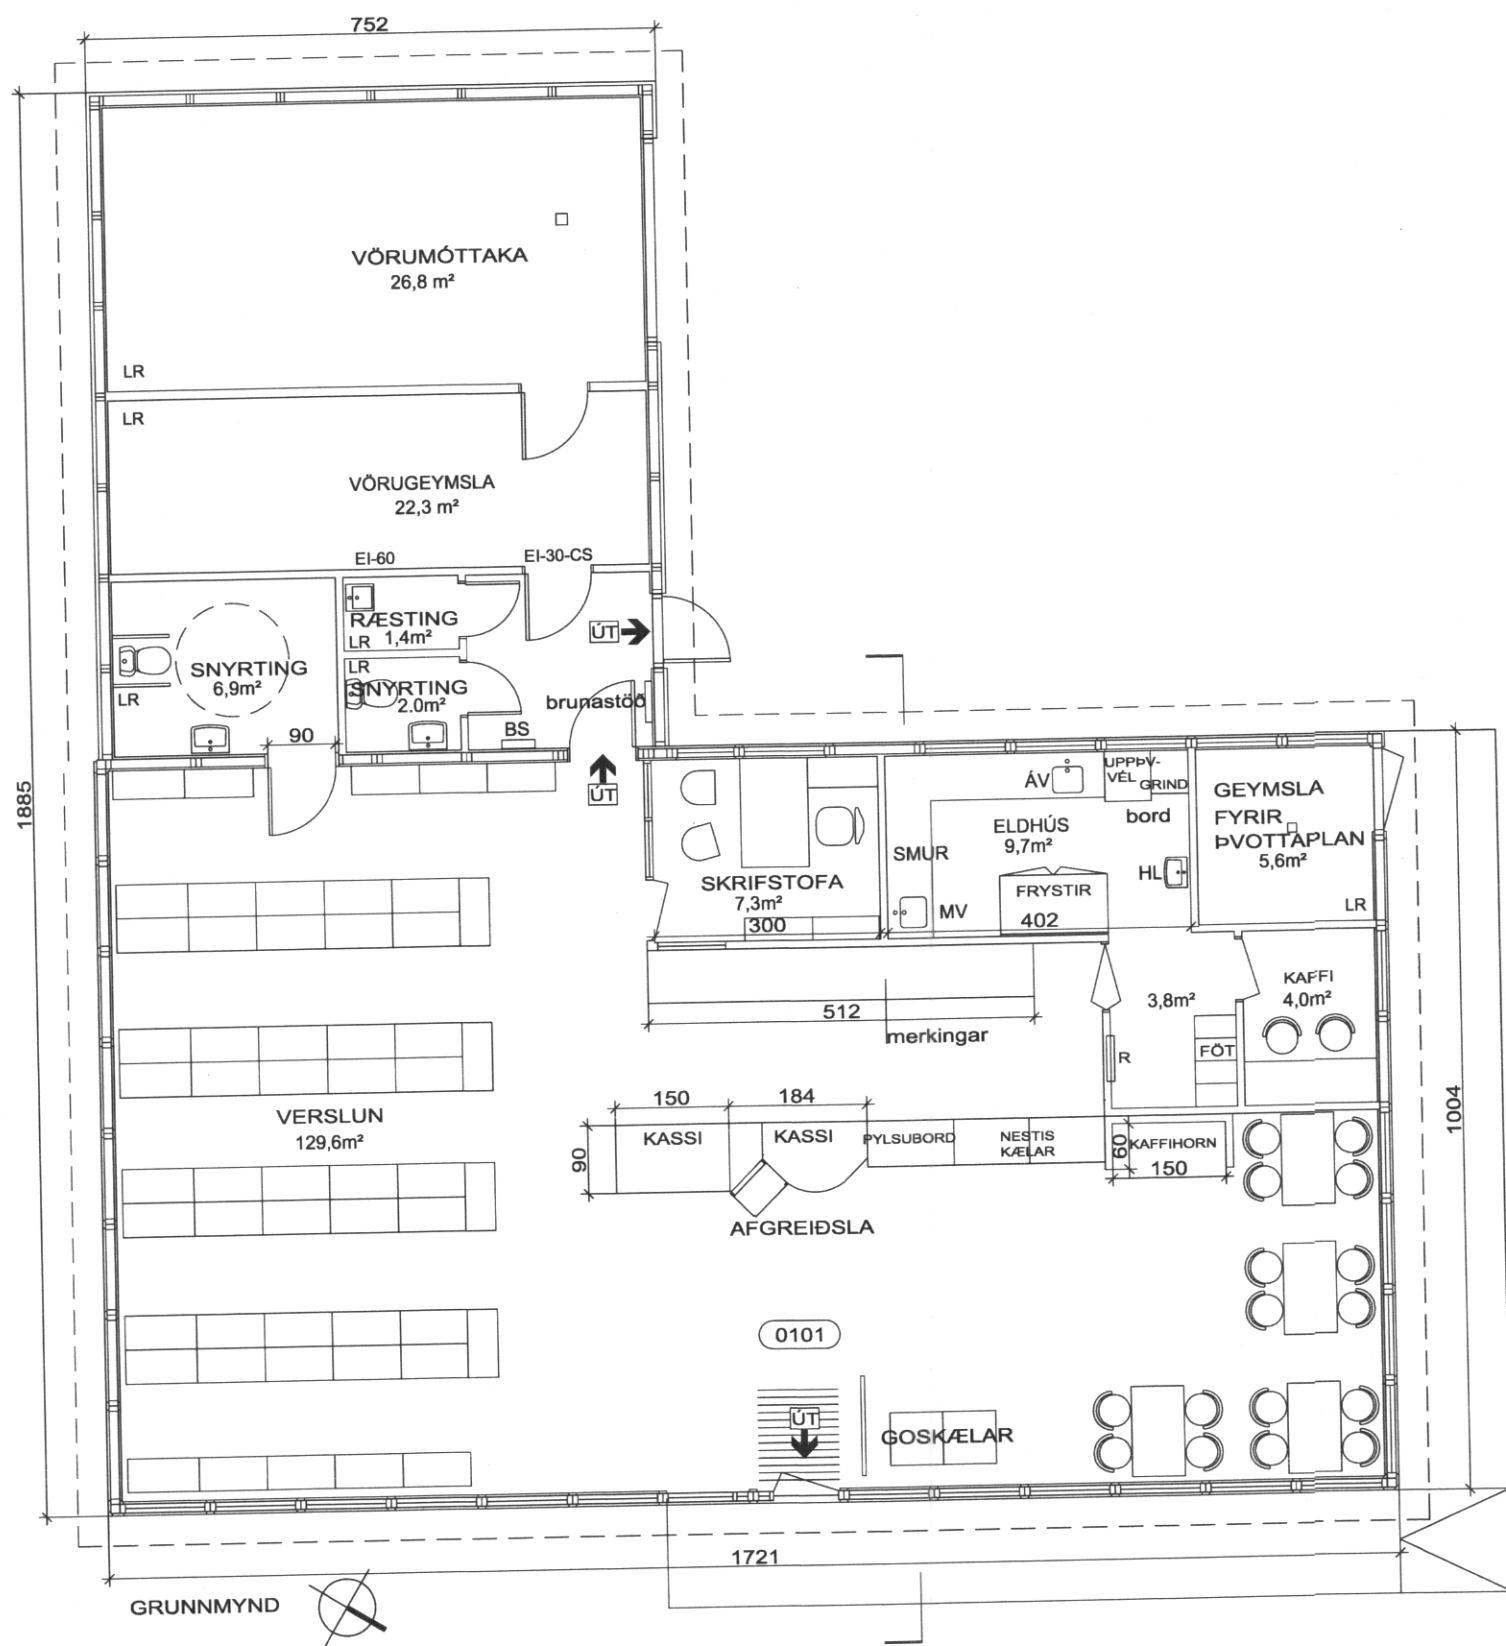 752
VÖRUMÓTTAKA
26,8 m²
LR
LR
VÖRUGEYMSLA
22,3 m²
EI-60
EI-30-CS
RÆSTING
1,4m²
LR
ÚT
SNYRTING
6,9m²
LR
LR
SNYRTING
2.0m²
brunastöð
BS
90
ÚT
1885
ÁV
UPPÞV-
VÉL
GRIND
bord
ELDHÚS
9,7m²
SMUR
HL
FRYSTIR
MV
402
GEYMSLA
FYRIR
ÞVOTTAPLAN
5,6m²
LR
SKRIFSTOFA
7,3m²
300
KAFFI
4,0m²
3,8m²
512
merkingar
R
FÖT
1004
VERSLUN
129,6m²
150
184
90
KASSI
KASSI
PYLSUBORD
NESTIS
KÆLAR
60
KAFFIHORN
150
AFGREIÐSLA
0101
ÚT
GOSKÆLAR
1721
GRUNNMYND